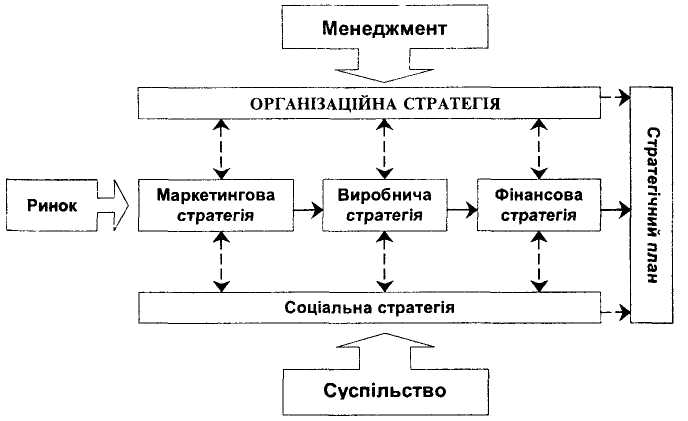 Менеджмент
ОРГАНІЗАЦІЙНА СТРАТЕГІЯ
Ринок
Маркетингова
стратегія
Виробнича
стратегія
Фінансова
стратегія
Стратегічний план
Соціальна стратегія
Суспільство